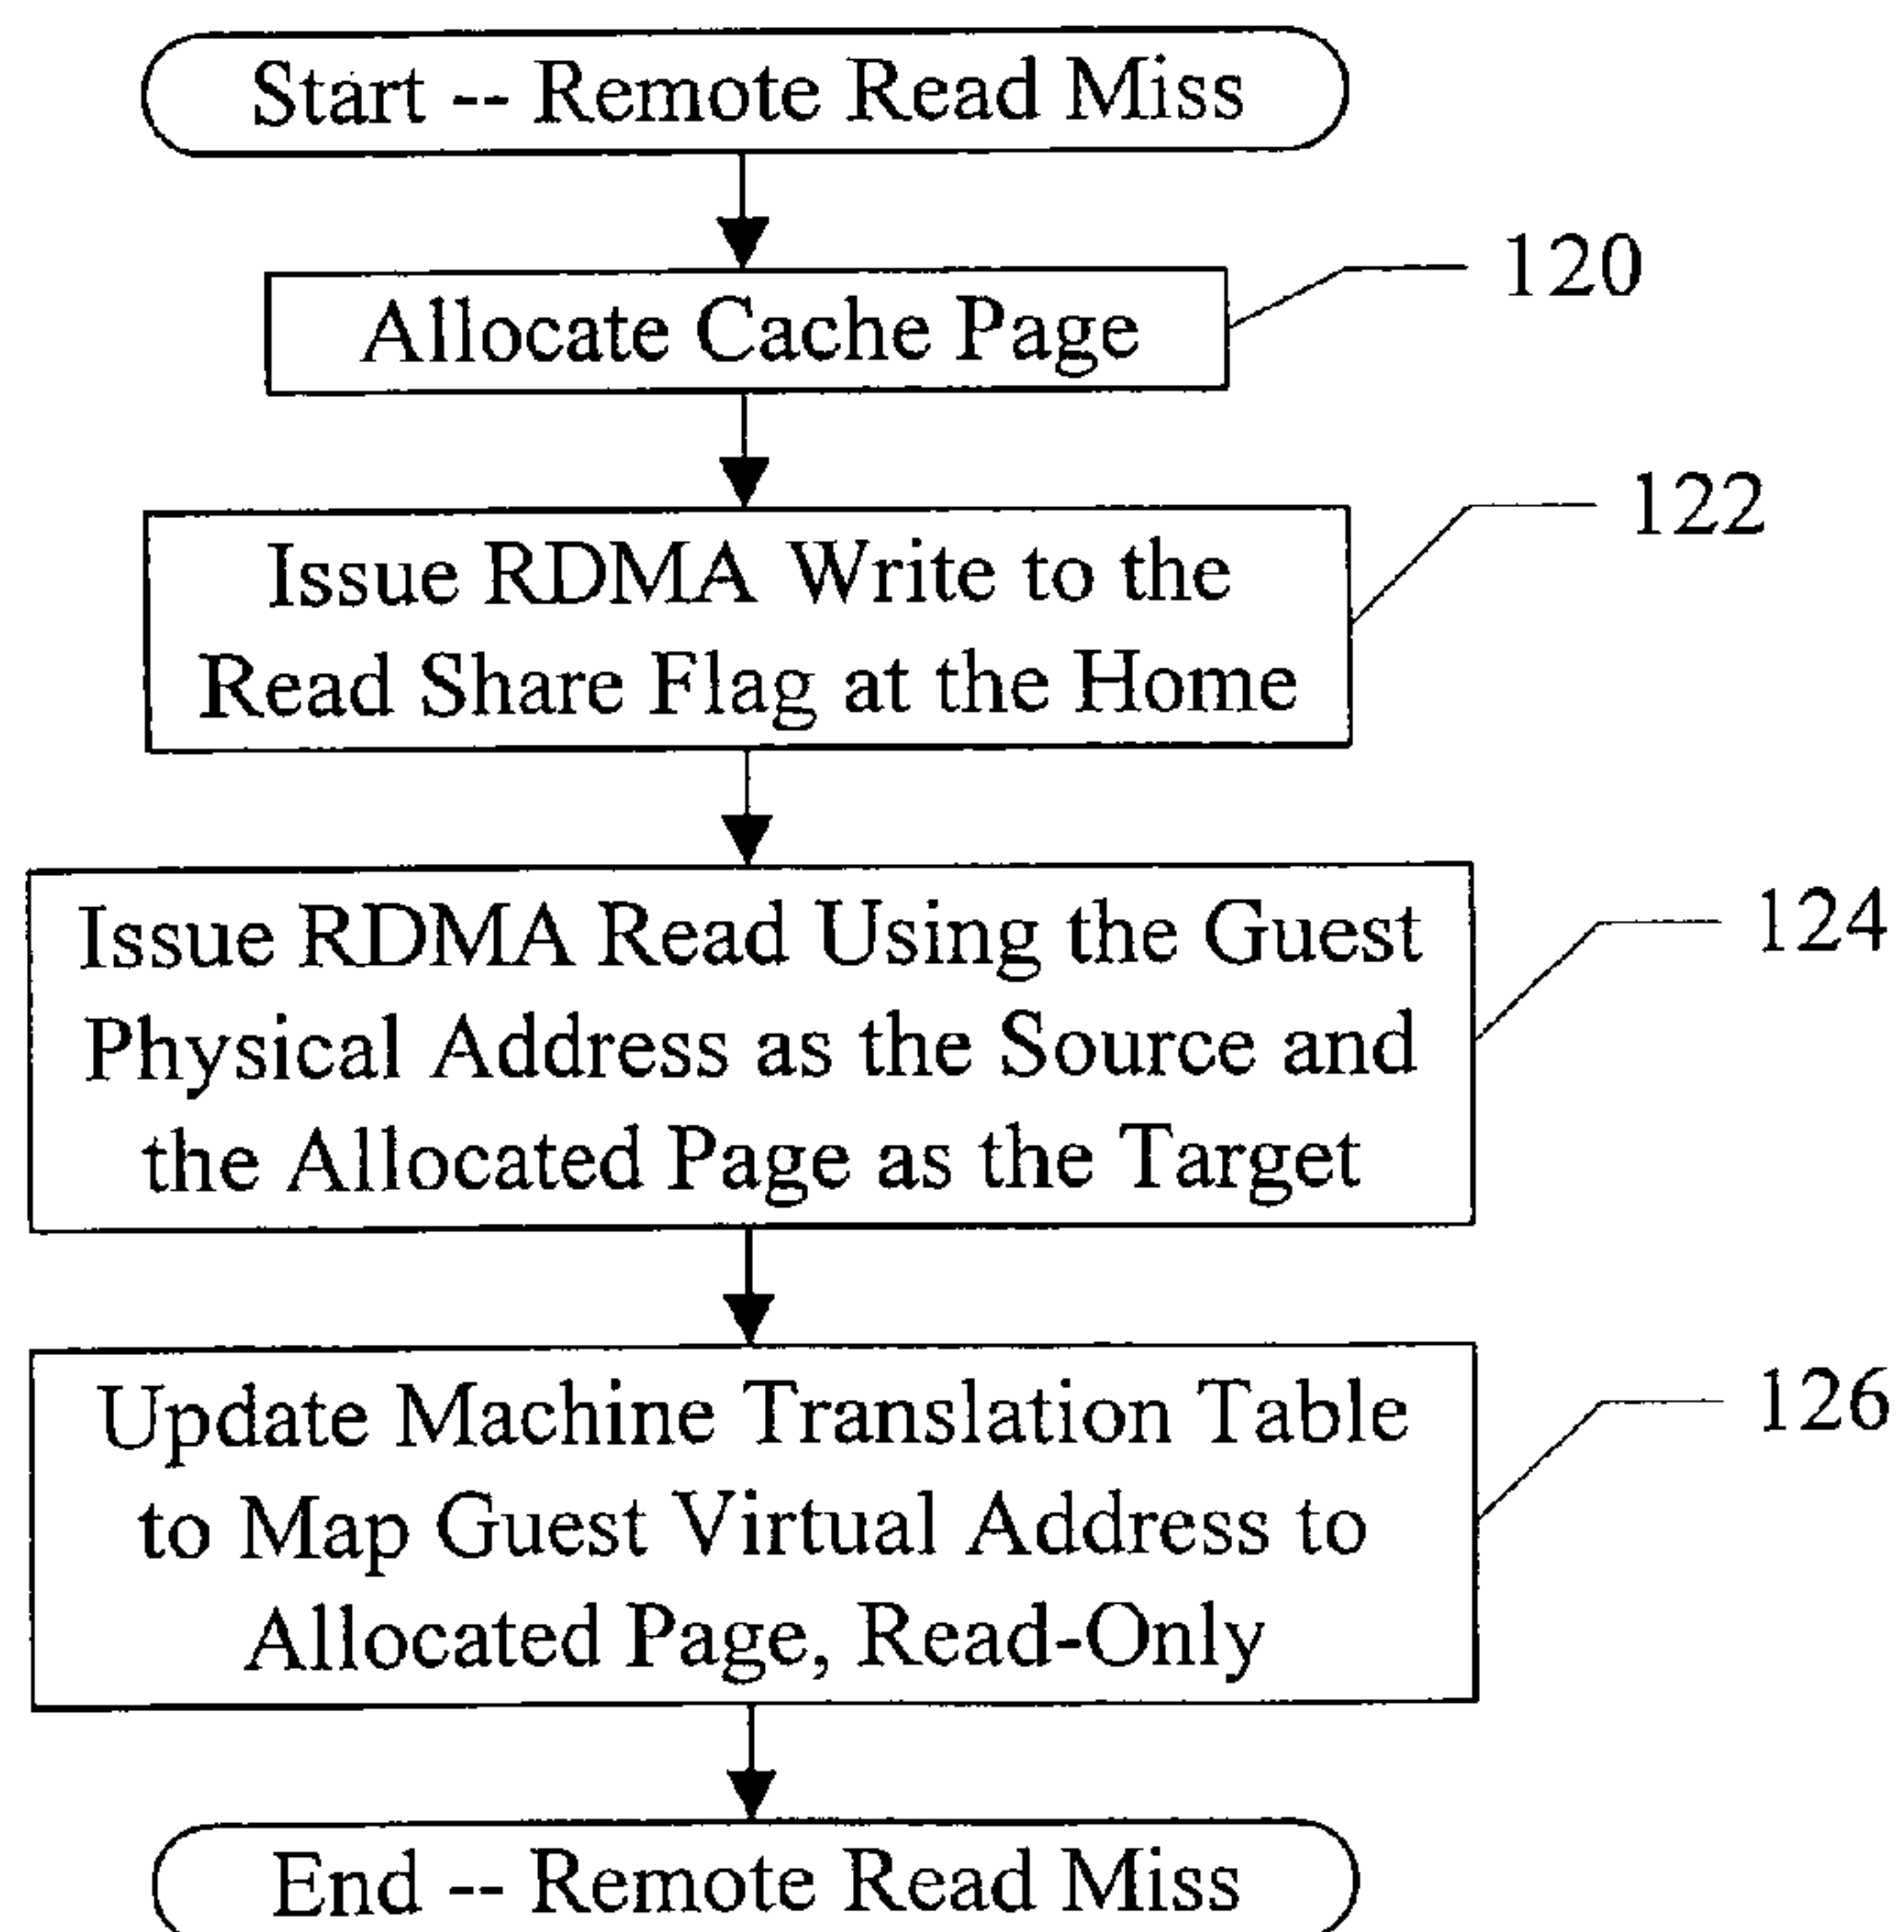 Start -- Remote Read Miss
120
Allocate Cache Page
122
Issue RDMA Write to the
Read Share Flag at the Home
124
Issue RDMA Read Using the Guest
Physical Address as the Source and
the Allocated Page as the Target
126
Update Machine Translation Table
to Map Guest Virtual Address to
Allocated Page, Read-Only
End -- Remote Read Miss